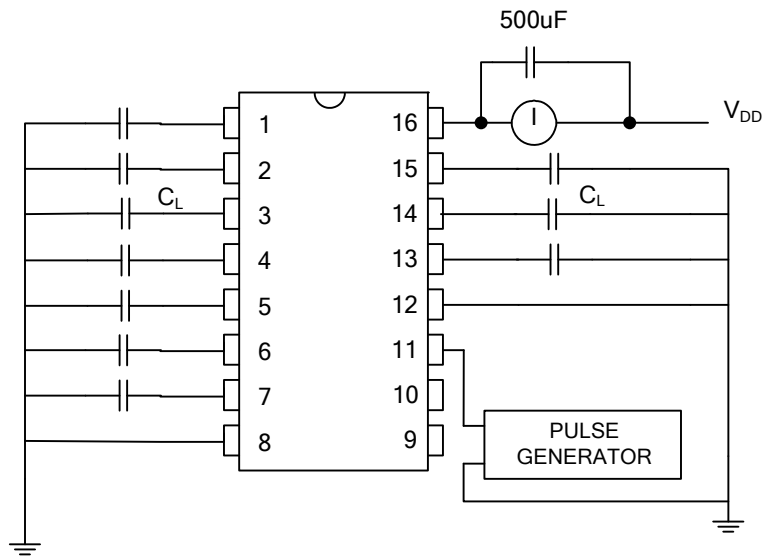 500uF
1 16 I V_DD
2 15
C_L 3 14 C_L
4 13
5 12
6 11
7 10
8 9
PULSE
GENERATOR